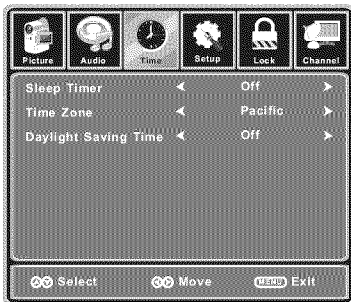 Picture Audio Time Setup Lock Channel
Sleep Timer Off
Time Zone Pacific
Daylight Saving Time Off
Select Move MENU Exit